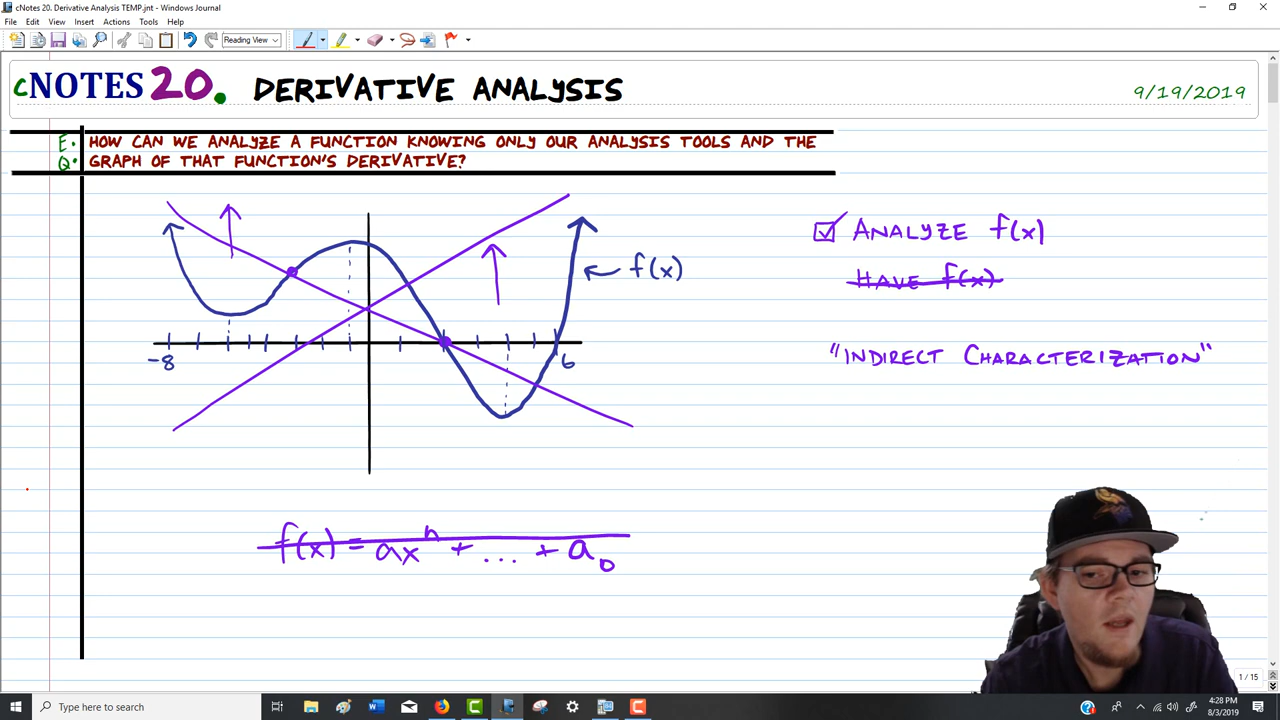 cNotes 20. Derivative Analysis TEMP.jnt - Windows Journal
File Edit View Insert Actions Tools Help
Reading View
cNOTES 20. DERIVATIVE ANALYSIS
9/19/2019
E. Q: HOW CAN WE ANALYZE A FUNCTION KNOWING ONLY OUR ANALYSIS TOOLS AND THE
GRAPH OF THAT FUNCTION'S DERIVATIVE?
ANALYZE f(x)
f(x)
HAVE f(x)
"INDIRECT CHARACTERIZATION"
-8
6
f(x) = axⁿ + ... + a₀
1 / 15
Type here to search
4:28 PM
8/3/2019